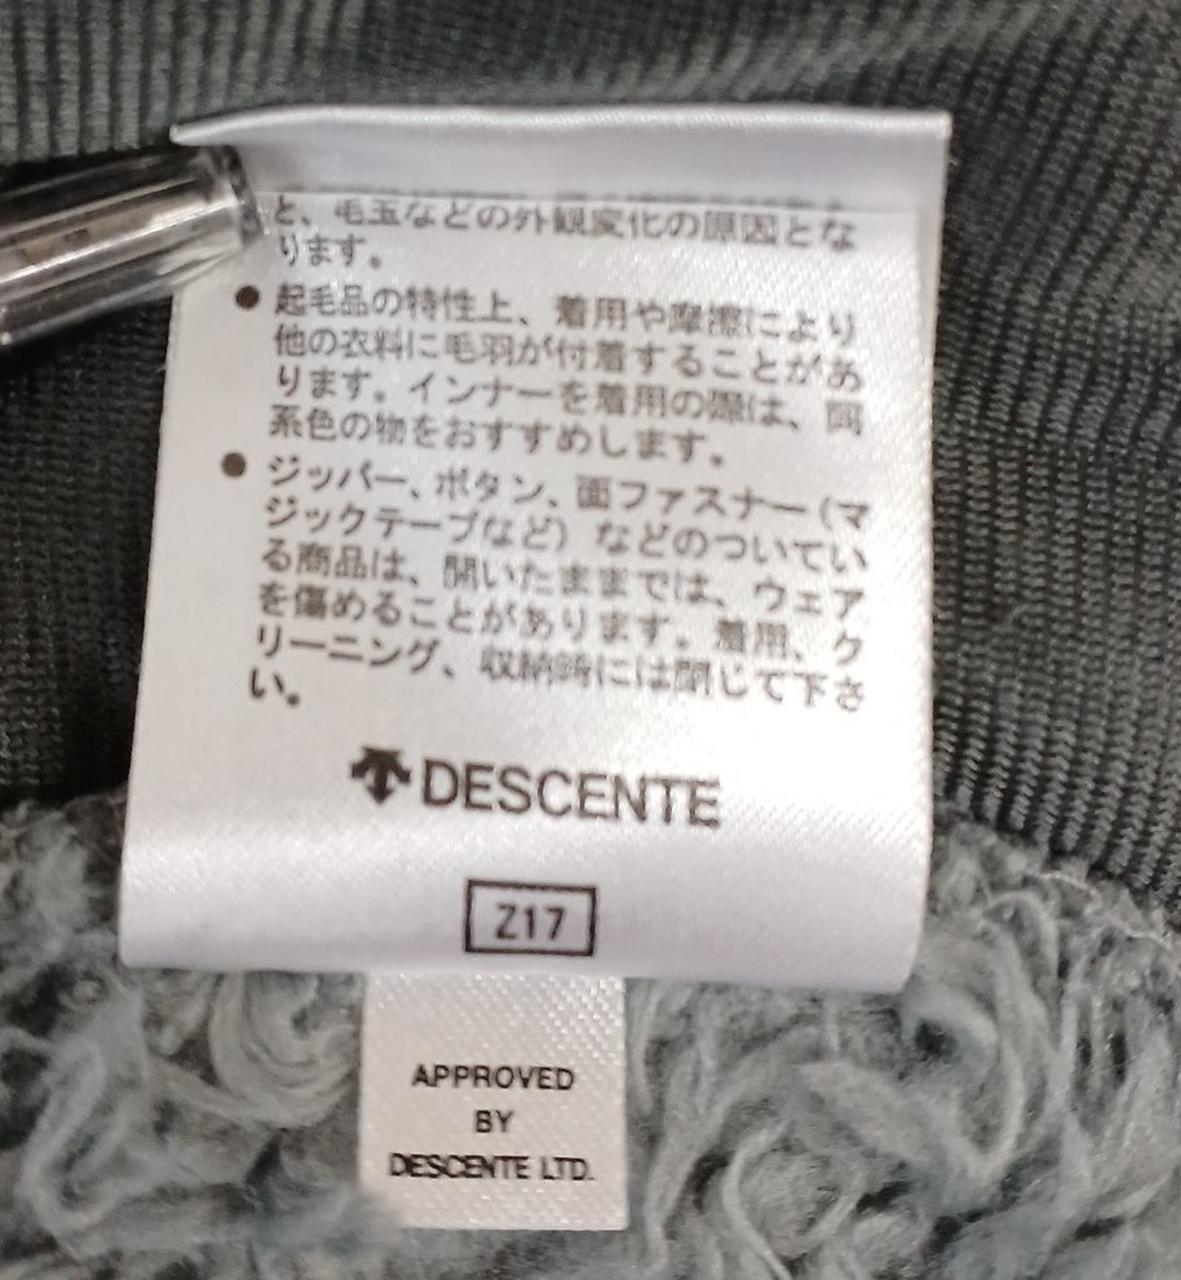 と、毛玉などの外観変化の原因とな
ります。
● 起毛品の特性上、着用や摩擦により
他の衣料に毛羽が付着することがあ
ります。インナーを着用の際は、同
系色の物をおすすめします。
● ジッパー、ボタン、面ファスナー(マ
ジックテープなど)などのついてい
る商品は、開いたままでは、ウェア
を傷めることがあります。着用、ク
リーニング、収納時には閉じて下さ
い。
DESCENTE
Z17
APPROVED
BY
DESCENTE LTD.